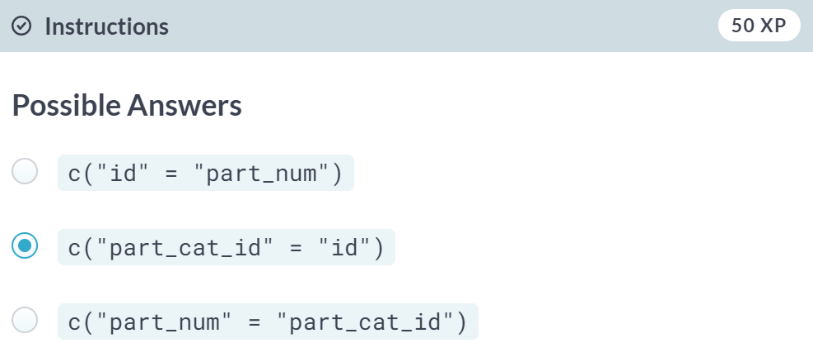 Instructions
50 XP
Possible Answers
c("id" = "part_num")
c("part_cat_id" = "id")
c("part_num" = "part_cat_id")